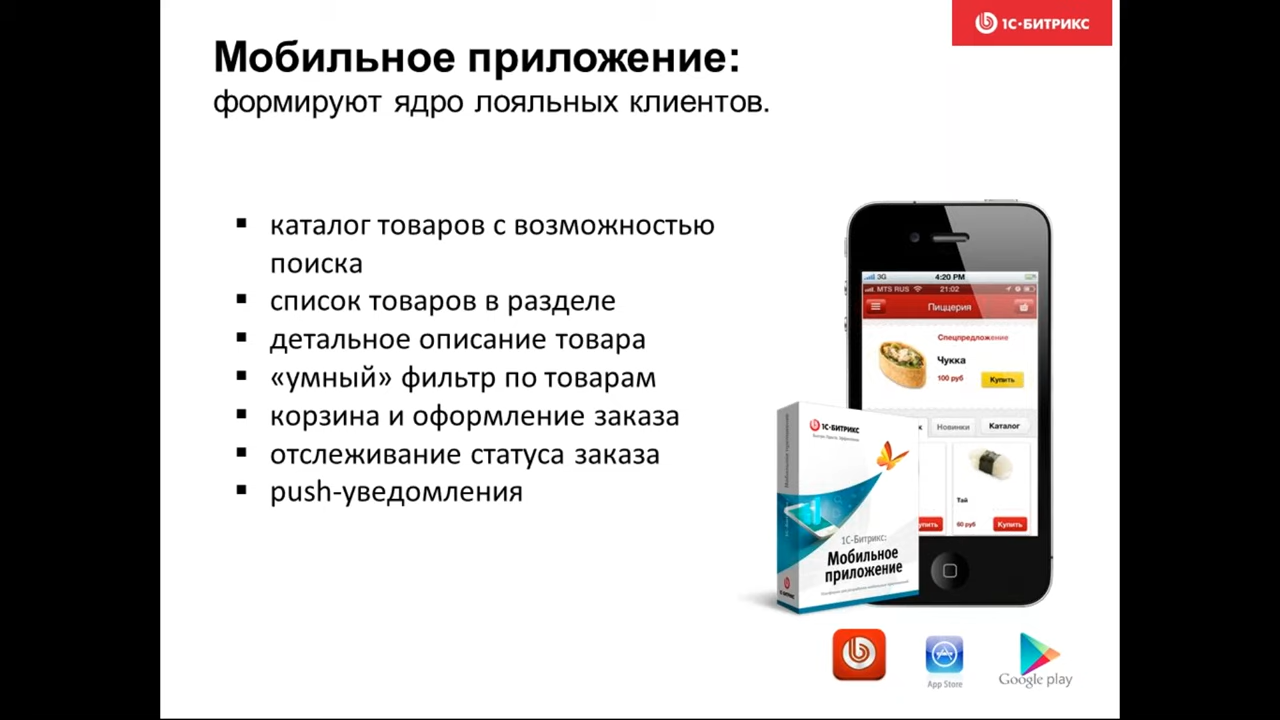 1С-БИТРИКС
Мобильное приложение:
формируют ядро лояльных клиентов.
каталог товаров с возможностью
поиска
список товаров в разделе
детальное описание товара
«умный» фильтр по товарам
корзина и оформление заказа
отслеживание статуса заказа
push-уведомления
3G 4:20 PM
MTS RUS 21:02
Пиццерия
Спецпредложение
Чукка
100 руб Купить
Новинки Каталог
Тай
60 руб Купить
1С-БИТРИКС
1С-Битрикс:
Мобильное
приложение
App Store
Google play